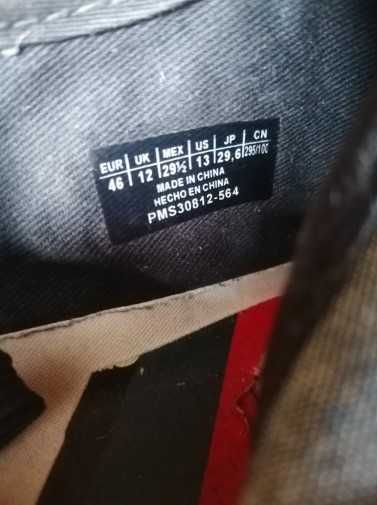 EUR UK MEX US JP CN
46 12 29½ 13 29,6 295/100
MADE IN CHINA
HECHO EN CHINA
PMS30812-564